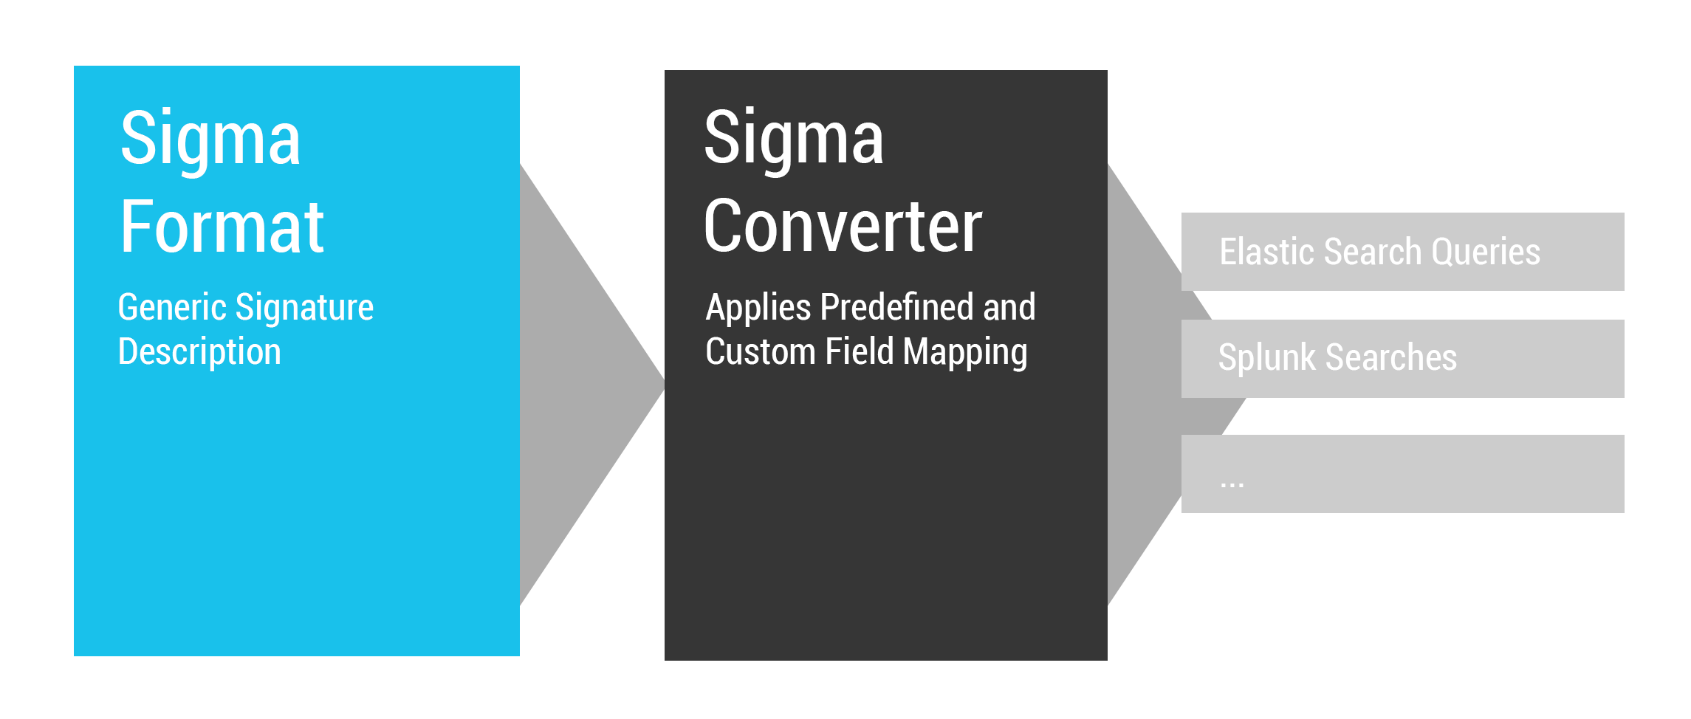 Sigma
Format
Generic Signature
Description
Sigma
Converter
Applies Predefined and
Custom Field Mapping
Elastic Search Queries
Splunk Searches
...